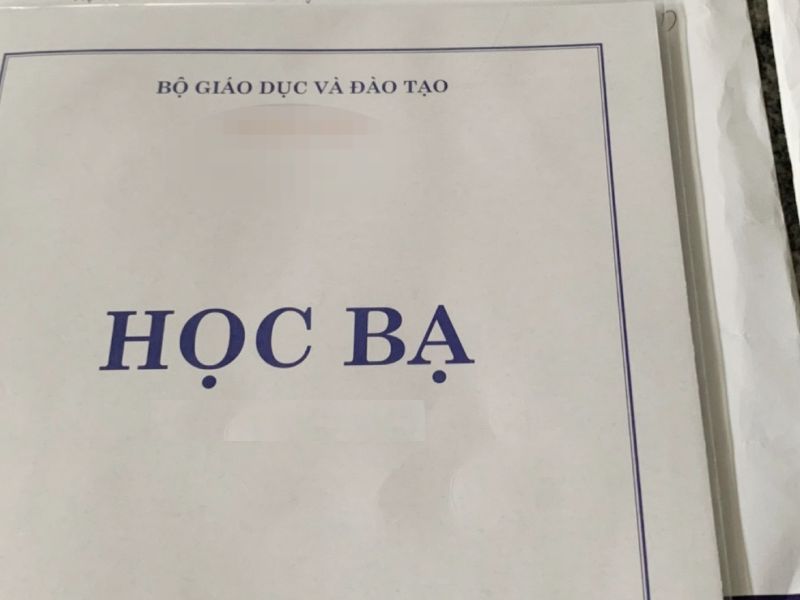 BỘ GIÁO DỤC VÀ ĐÀO TẠO
HỌC BẠ